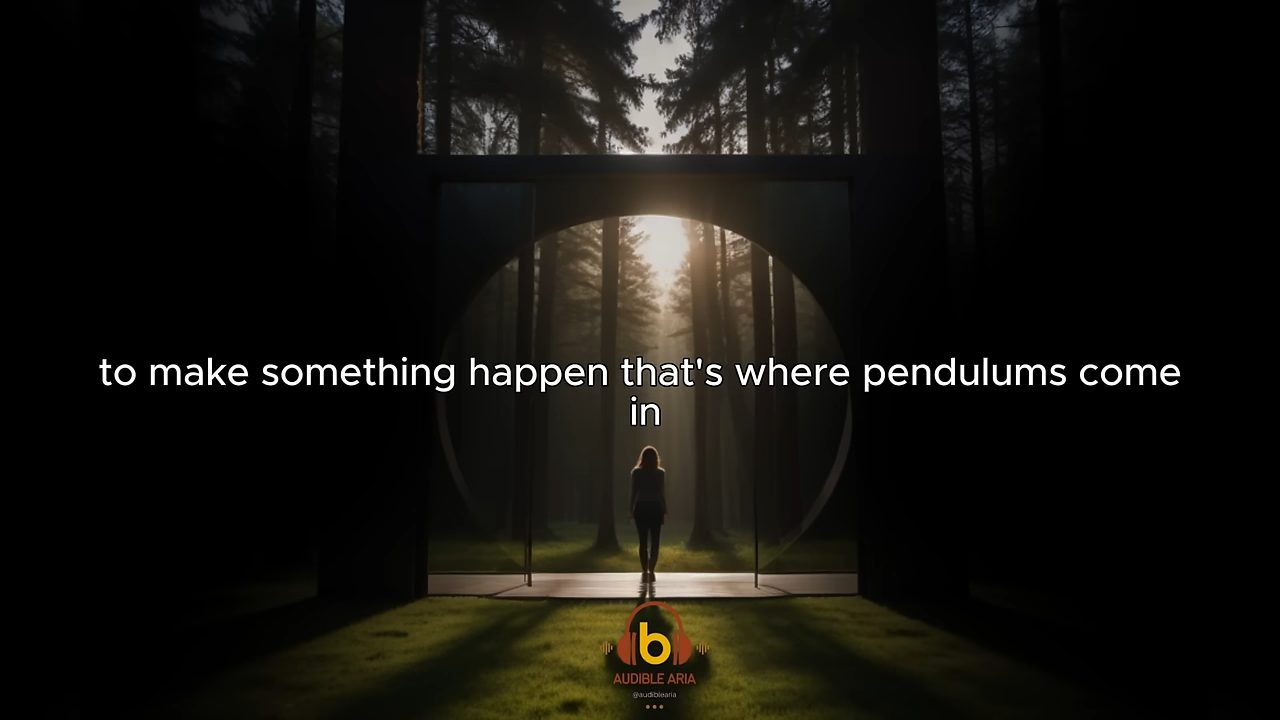 to make something happen that's where pendulums come
in
b
AUDIBLE ARIA
@audiblearia